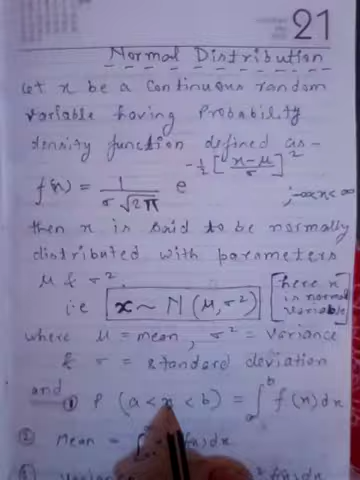 21
Normal Distribution
Let x be a continuous random
variable having Probability
density function defined as-
f(x) = 1/(σ√2π) e^(-1/2[(x-μ)/σ]^2) ; -∞<x<∞
then x is said to be normally
distributed with parameters
μ & σ².
i.e x ~ N(μ, σ²) [here x is normal variable]
where μ = mean, σ² = variance
& σ = standard deviation
and
① P (a < x < b) = ∫_a^b f(x) dx
② Mean = ∫ f(x) dx